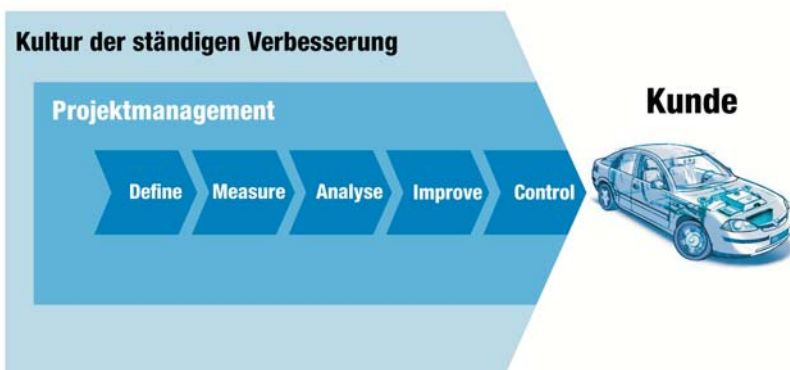 Kultur der ständigen Verbesserung
Projektmanagement
Kunde
Define
Measure
Analyse
Improve
Control